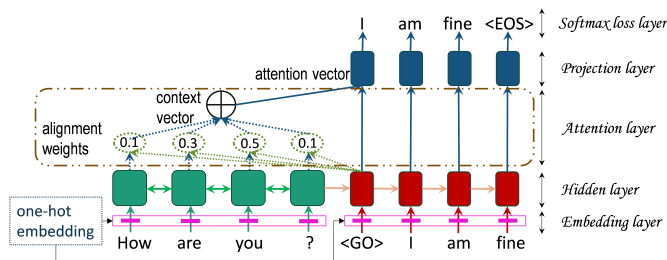 I am fine <EOS>
Softmax loss layer
attention vector
Projection layer
context
vector
alignment
weights
0.1 0.3 0.5 0.1
Attention layer
Hidden layer
one-hot
embedding
Embedding layer
How are you ? <GO> I am fine